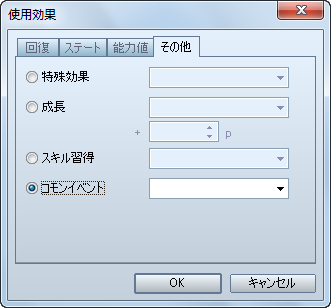 使用効果
回復 ステート 能力値 その他
特殊効果
成長
+ p
スキル習得
コモンイベント
OK キャンセル